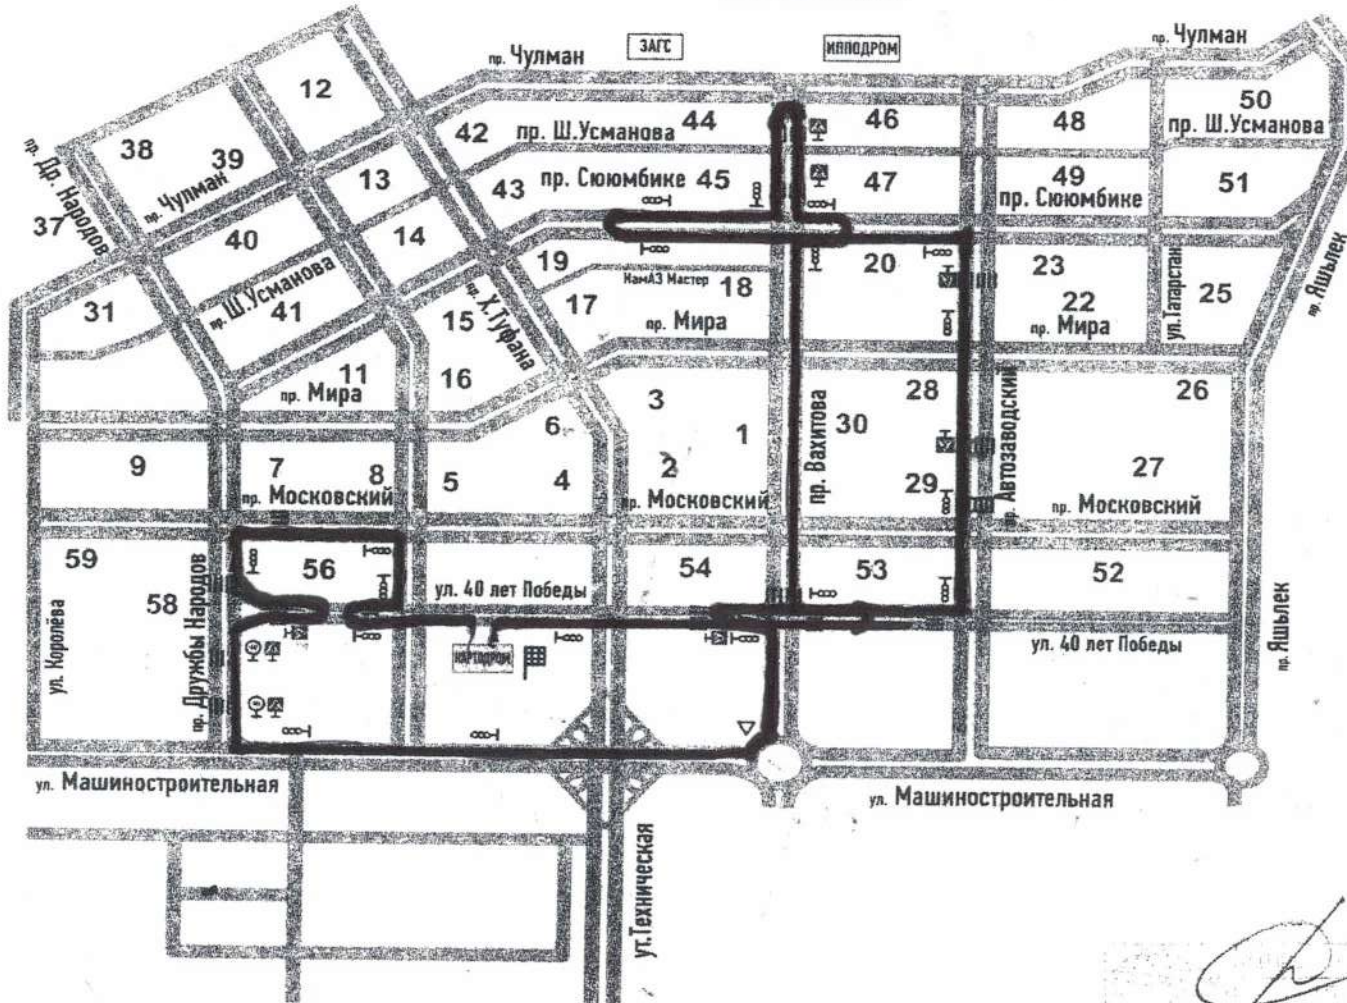 ЗАГС
ИППОДРОМ
пр. Чулман
пр. Чулман
12
38
39
42
пр. Ш.Усманова
44
46
48
50
пр. Ш.Усманова
пр. Др. Народов
13
43
пр. Сююмбике
45
47
49
пр. Сююмбике
51
37
пр. Чулман
40
14
19
20
23
31
пр. Ш.Усманова
41
15
пр. Х.Туфана
17
КамАЗ Мастер
18
22
ул.Татарстан
25
пр. Яшьлек
пр. Мира
пр. Мира
16
11
пр. Мира
3
28
26
6
1
30
пр. Вахитова
пр. Автозаводский
9
7
8
5
4
2
29
27
пр. Московский
пр. Московский
пр. Московский
59
56
54
53
52
58
ул. 40 лет Победы
ул. Королёва
пр. Дружбы Народов
КАРТОДРОМ
ул. 40 лет Победы
пр. Яшьлек
ул. Машиностроительная
ул. Машиностроительная
ут.Техническая